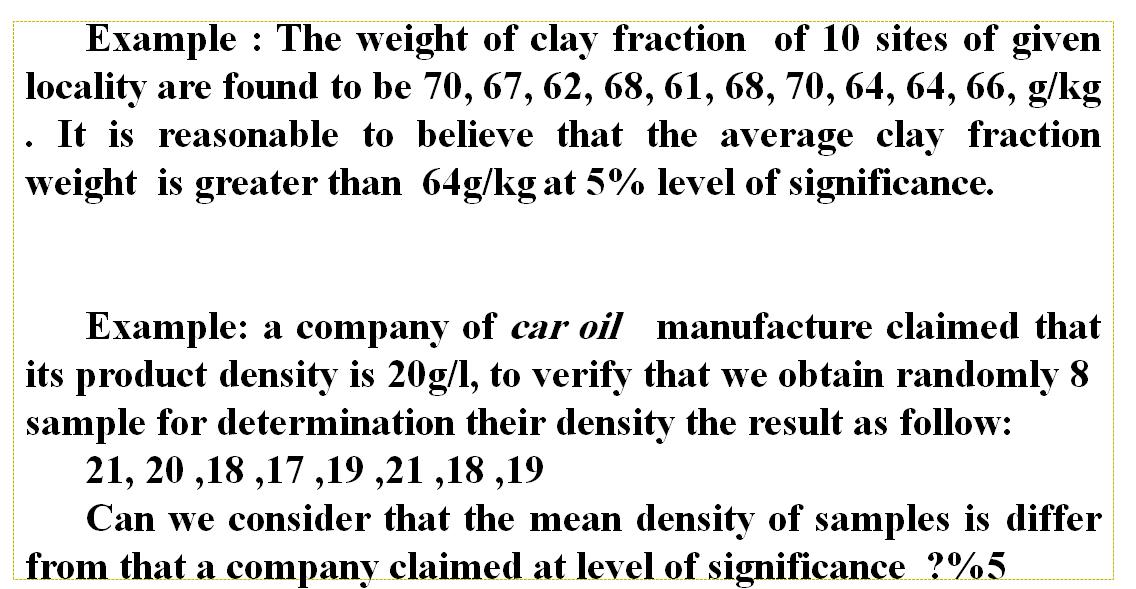 Example : The weight of clay fraction of 10 sites of given
locality are found to be 70, 67, 62, 68, 61, 68, 70, 64, 64, 66, g/kg
. It is reasonable to believe that the average clay fraction
weight is greater than 64g/kg at 5% level of significance.
Example: a company of car oil manufacture claimed that
its product density is 20g/l, to verify that we obtain randomly 8
sample for determination their density the result as follow:
21, 20 ,18 ,17 ,19 ,21 ,18 ,19
Can we consider that the mean density of samples is differ
from that a company claimed at level of significance ?%5